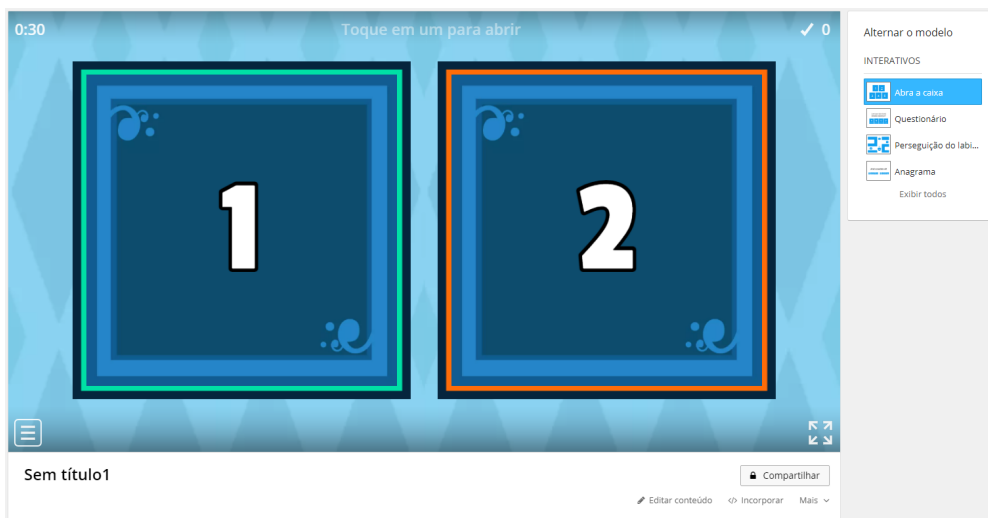 0:30
Toque em um para abrir
0
1
2
Sem título1
Compartilhar
Editar conteúdo
Incorporar
Mais
Alternar o modelo
INTERATIVOS
Abra a caixa
Questionário
Perseguição do labi...
Anagrama
Exibir todos